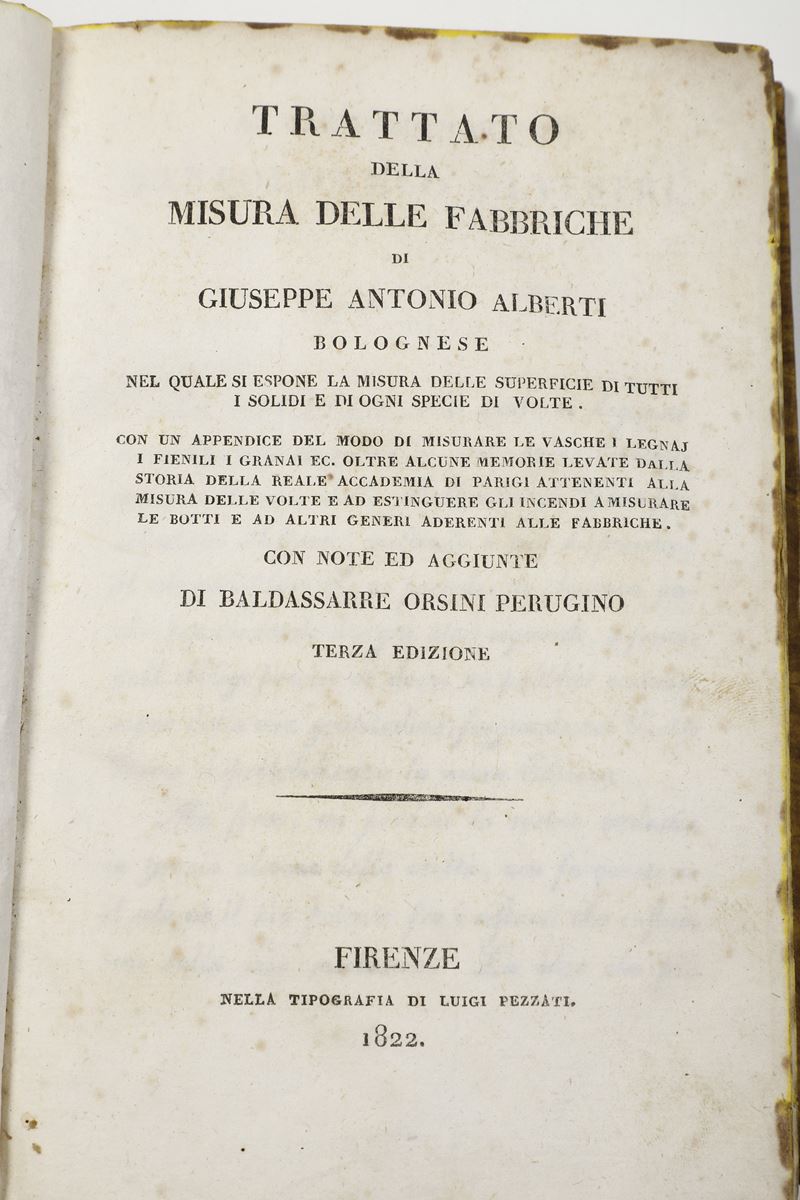 TRATTATO
DELLA
MISURA DELLE FABBRICHE
DI
GIUSEPPE ANTONIO ALBERTI
BOLOGNESE
NEL QUALE SI ESPONE LA MISURA DELLE SUPERFICIE DI TUTTI
I SOLIDI E DI OGNI SPECIE DI VOLTE.
CON UN APPENDICE DEL MODO DI MISURARE LE VASCHE I LEGNAJ
I FIENILI I GRANAI EC. OLTRE ALCUNE MEMORIE LEVATE DALLA
STORIA DELLA REALE ACCADEMIA DI PARIGI ATTENENTI ALLA
MISURA DELLE VOLTE E AD ESTINGUERE GLI INCENDI A MISURARE
LE BOTTI E AD ALTRI GENERI ADERENTI ALLE FABBRICHE.
CON NOTE ED AGGIUNTE
DI BALDASSARRE ORSINI PERUGINO
TERZA EDIZIONE
FIRENZE
NELLA TIPOGRAFIA DI LUIGI PEZZATI.
1822.